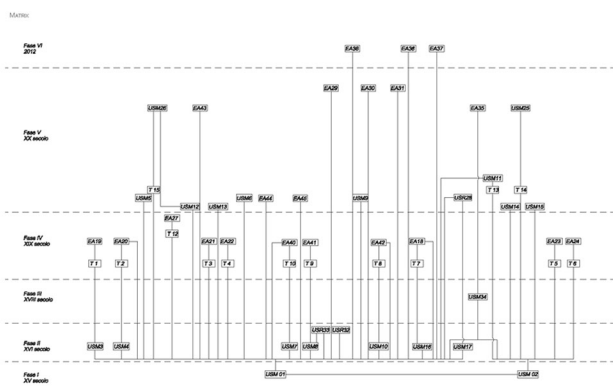 MATRIX
Fase VI
2012
EA36 EA37
Fase V
XX secolo
EA29 EA30 EA31
USM26 EA43 EA35 USM25
USM11
T 15 T 13 T 14
USM5 USM6 EA44 USM9 USR28
USM12 USM13 USM14 USM15
Fase IV
XIX secolo
EA27
T 12
EA19 EA20 EA21 EA22 EA40 EA41 EA42 EA18 EA23 EA24
T 1 T 2 T 3 T 4 T 10 T 9 T 8 T 7 T 5 T 6
Fase III
XVIII secolo
USM34
Fase II
XVI secolo
USR33 USR32
USM3 USM4 USM7 USM8 USM10 USM16 USM17
Fase I
XV secolo
USM 01 USM 02